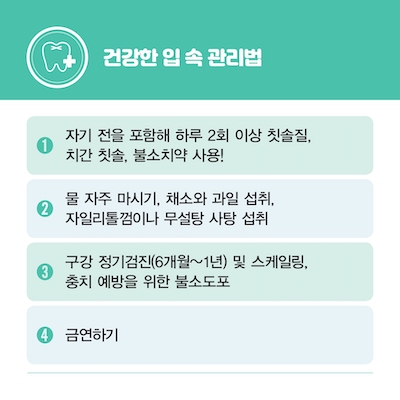 건강한 입 속 관리법
1 자기 전을 포함해 하루 2회 이상 칫솔질,
치간 칫솔, 불소치약 사용!
2 물 자주 마시기, 채소와 과일 섭취,
자일리톨껌이나 무설탕 사탕 섭취
3 구강 정기검진(6개월~1년) 및 스케일링,
충치 예방을 위한 불소도포
4 금연하기